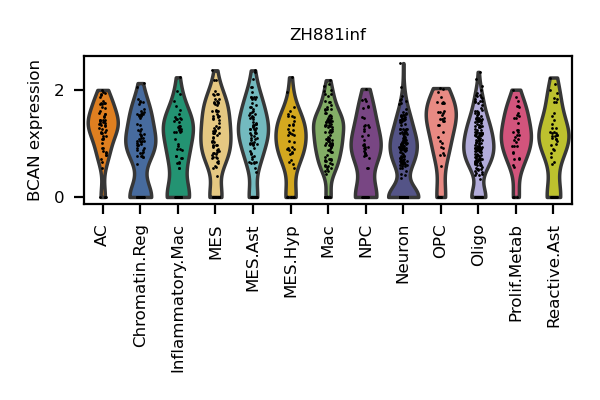 ZH881inf
BCAN expression
2
0
AC
Chromatin.Reg
Inflammatory.Mac
MES
MES.Ast
MES.Hyp
Mac
NPC
Neuron
OPC
Oligo
Prolif.Metab
Reactive.Ast